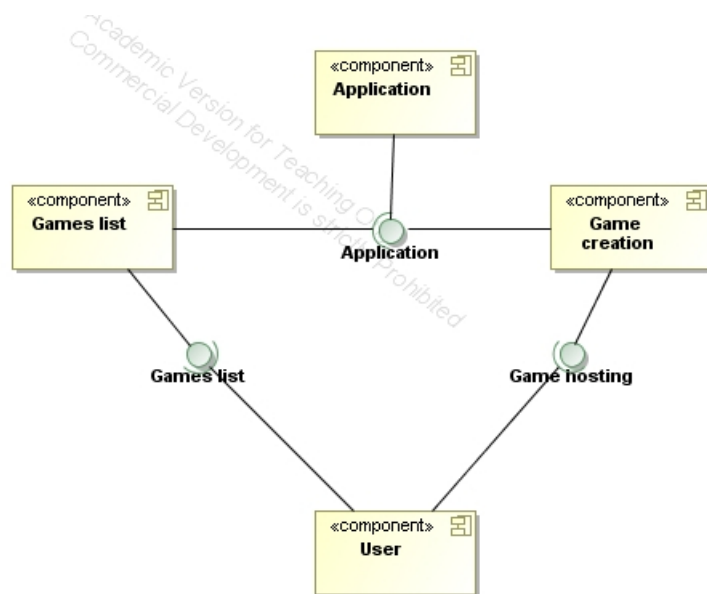 Academic Version for Teaching
Commercial Development is strictly Prohibited
«component»
Application
«component»
Games list
«component»
Game
creation
Application
Games list
Game hosting
«component»
User